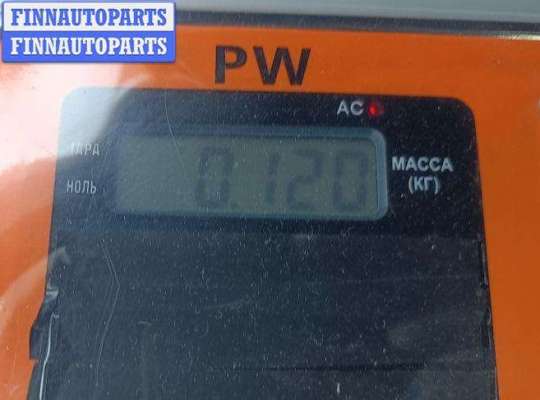 FINNAUTOPARTS
FINNAUTOPARTS
PW
AC
ТАРА
0.120
МАССА
(КГ)
НОЛЬ